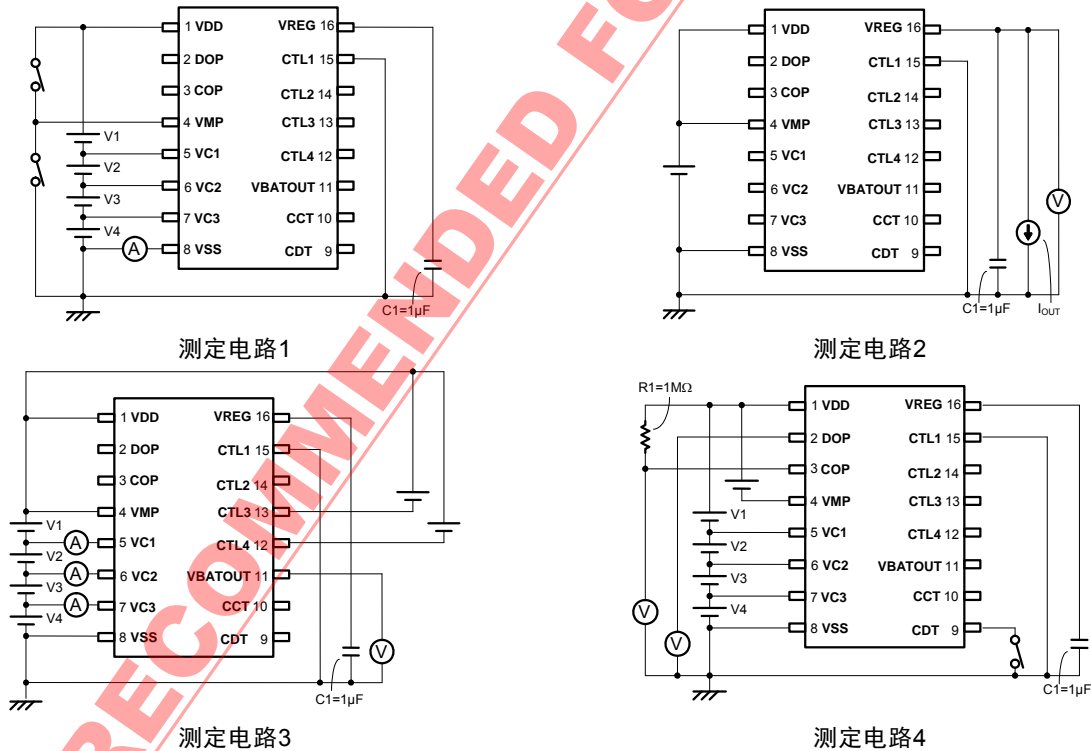 1 VDD
2 DOP
3 COP
4 VMP
5 VC1
6 VC2
7 VC3
8 VSS
VREG 16
CTL1 15
CTL2 14
CTL3 13
CTL4 12
VBATOUT 11
CCT 10
CDT 9
V1
V2
V3
V4
A
C1=1μF
测定电路1
1 VDD
2 DOP
3 COP
4 VMP
5 VC1
6 VC2
7 VC3
8 VSS
VREG 16
CTL1 15
CTL2 14
CTL3 13
CTL4 12
VBATOUT 11
CCT 10
CDT 9
V
C1=1μF
IOUT
测定电路2
1 VDD
2 DOP
3 COP
4 VMP
5 VC1
6 VC2
7 VC3
8 VSS
VREG 16
CTL1 15
CTL2 14
CTL3 13
CTL4 12
VBATOUT 11
CCT 10
CDT 9
V1
V2
V3
V4
A
A
A
V
C1=1μF
测定电路3
R1=1MΩ
1 VDD
2 DOP
3 COP
4 VMP
5 VC1
6 VC2
7 VC3
8 VSS
VREG 16
CTL1 15
CTL2 14
CTL3 13
CTL4 12
VBATOUT 11
CCT 10
CDT 9
V1
V2
V3
V4
V
V
C1=1μF
测定电路4
RECOMMENDED